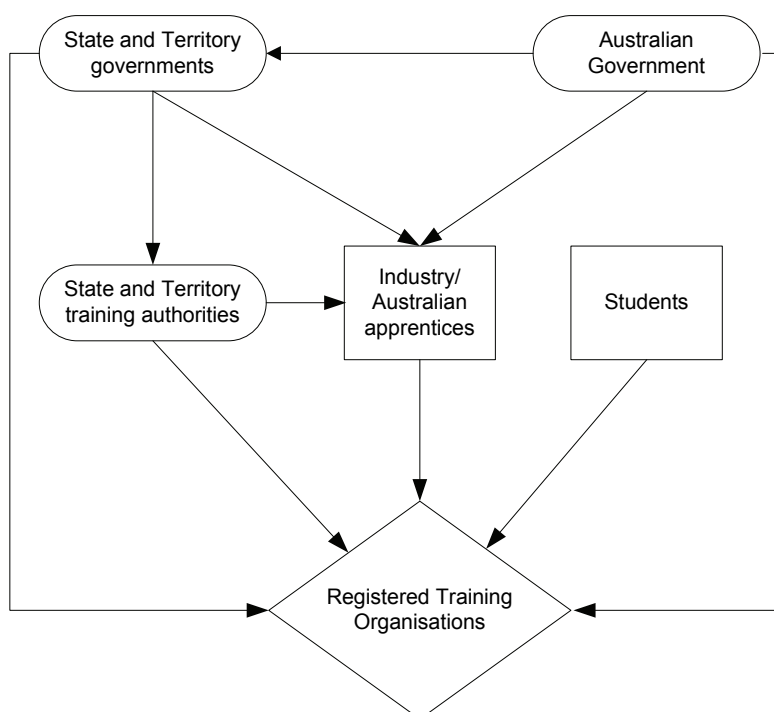 State and Territory
governments
Australian
Government
State and Territory
training authorities
Industry/
Australian
apprentices
Students
Registered Training
Organisations